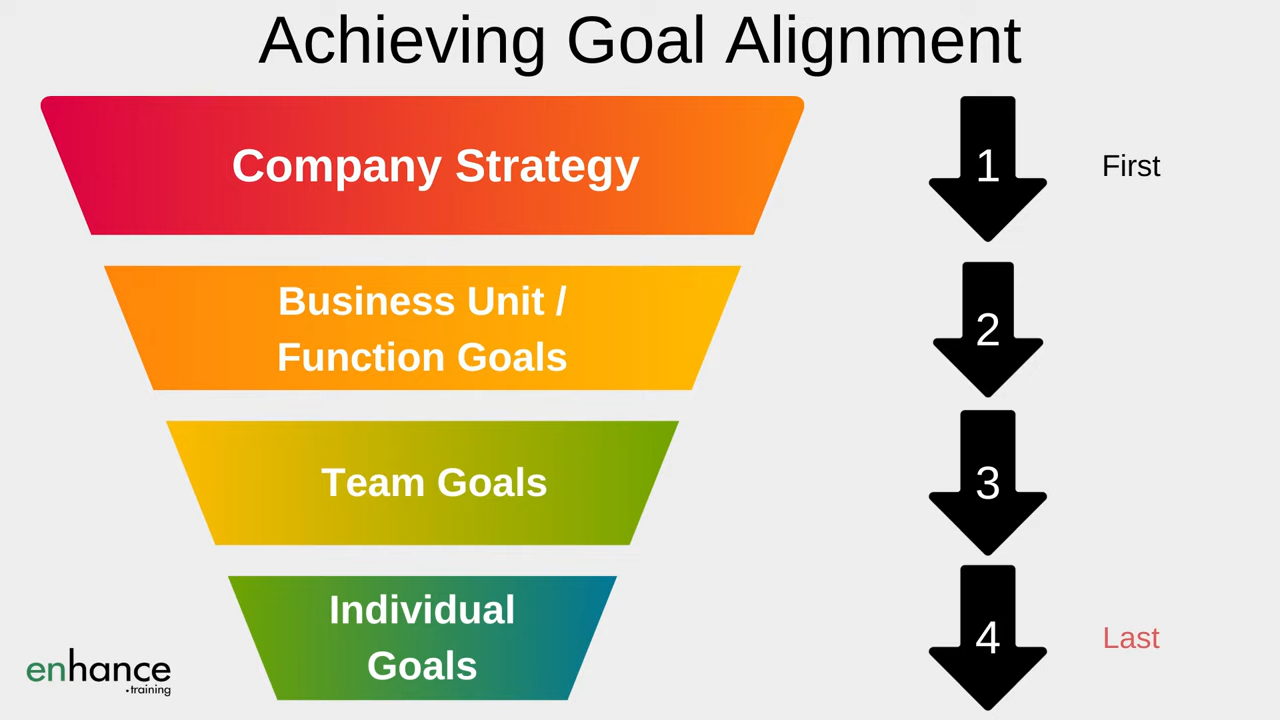 Achieving Goal Alignment
Company Strategy
1
First
Business Unit /
Function Goals
2
Team Goals
3
Individual
Goals
4
Last
enhance
.training